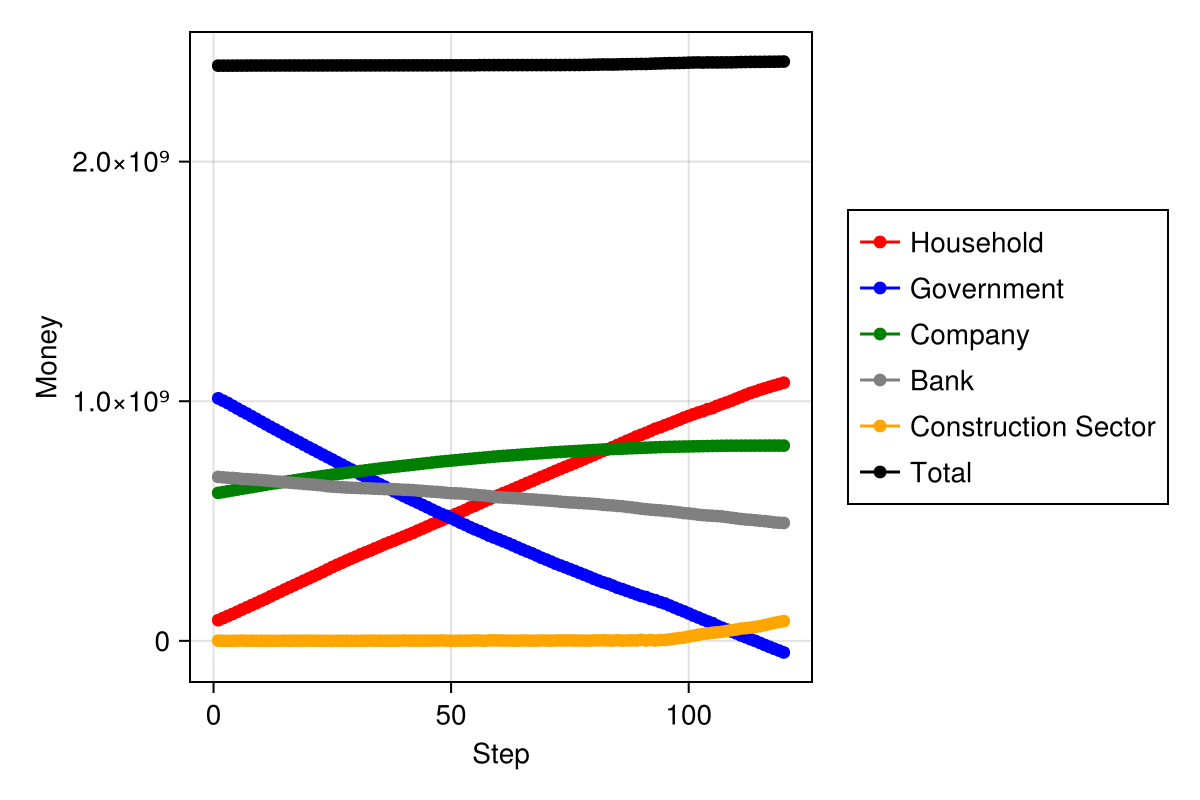 2.0×10⁹
1.0×10⁹
0
Money
0 50 100
Step
Household
Government
Company
Bank
Construction Sector
Total